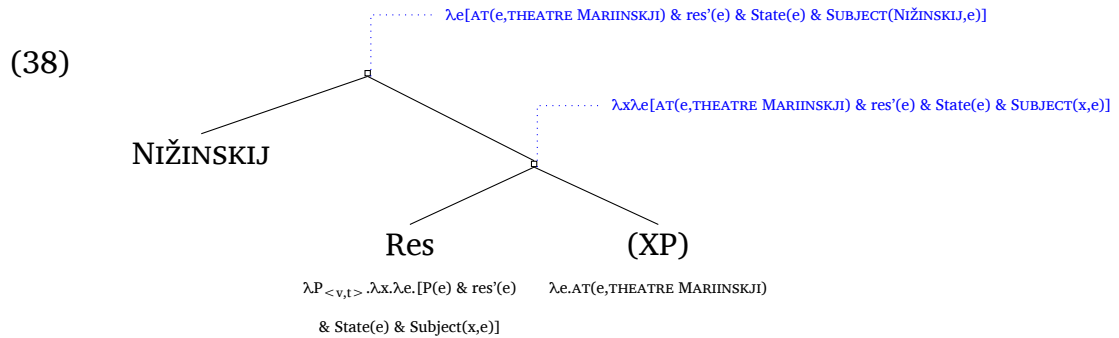 λe[AT(e,THEATRE MARIINSKJI) & res’(e) & State(e) & SUBJECT(NIŽINSKIJ,e)]
(38)
λxλe[AT(e,THEATRE MARIINSKJI) & res’(e) & State(e) & SUBJECT(x,e)]
NIŽINSKIJ
Res (XP)
λP<v,t>.λx.λe.[P(e) & res’(e) λe.AT(e,THEATRE MARIINSKJI)
& State(e) & Subject(x,e)]